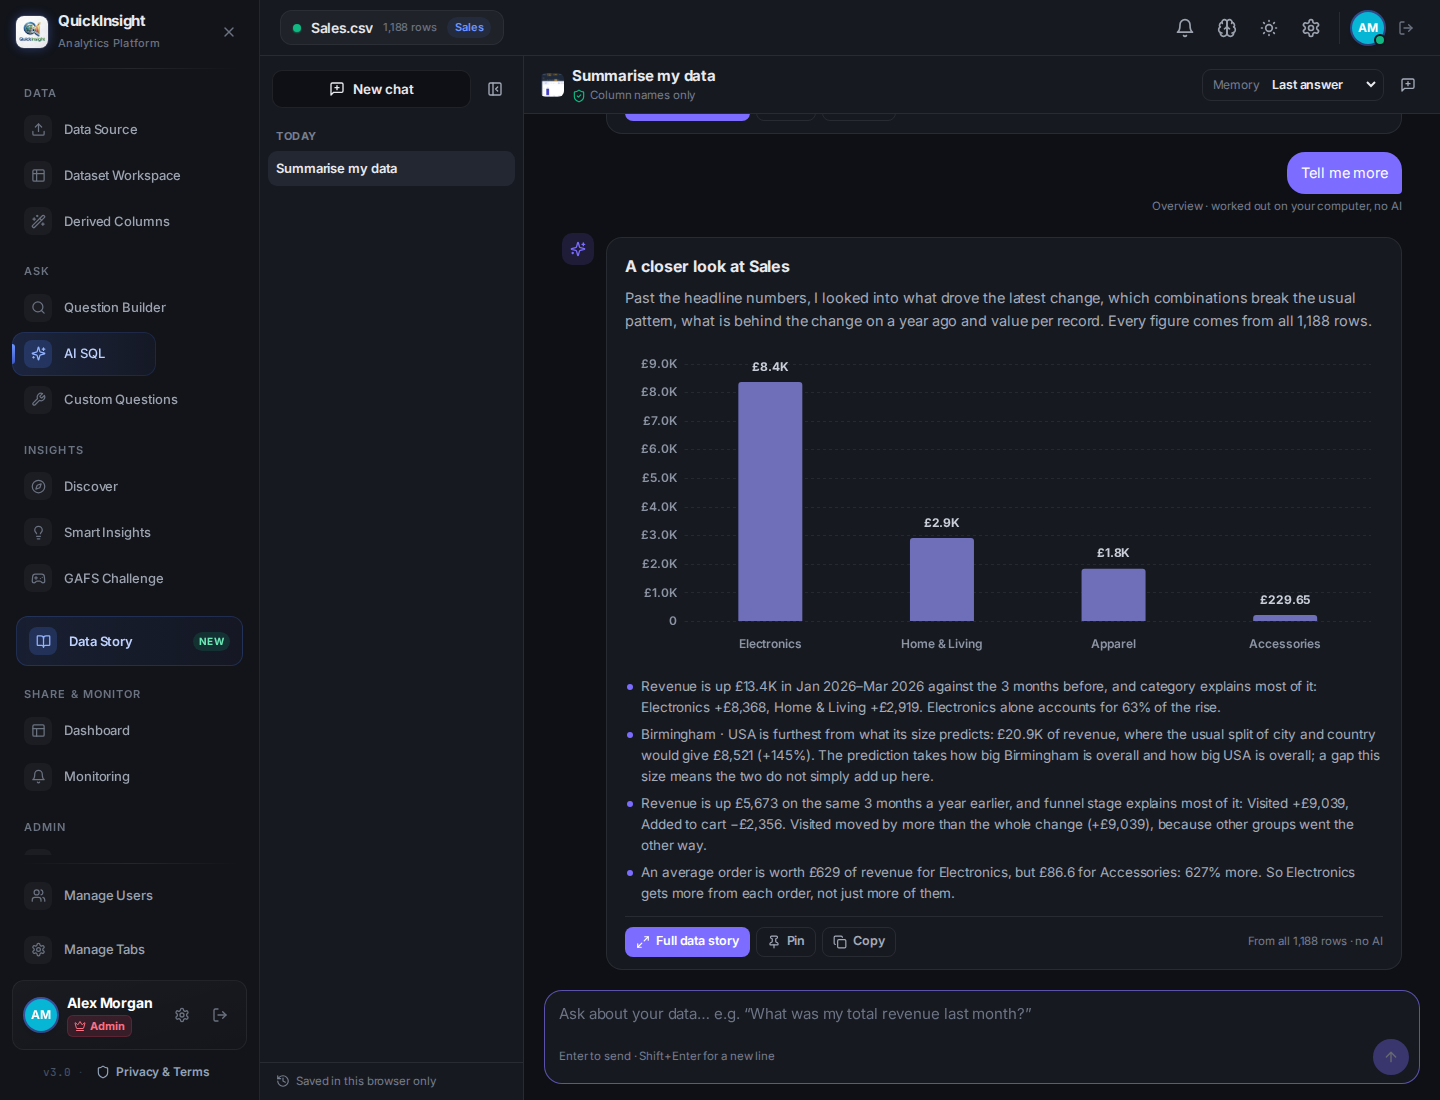 QuickInsight
Analytics Platform
DATA
Data Source
Dataset Workspace
Derived Columns
ASK
Question Builder
AI SQL
Custom Questions
INSIGHTS
Discover
Smart Insights
GAFS Challenge
Data Story NEW
SHARE & MONITOR
Dashboard
Monitoring
ADMIN
Manage Users
Manage Tabs
AM Alex Morgan
Admin
v3.0 · Privacy & Terms
Sales.csv 1,188 rows Sales
AM
New chat
TODAY
Summarise my data
Saved in this browser only
Summarise my data
Column names only
Memory Last answer
Tell me more
Overview · worked out on your computer, no AI
A closer look at Sales
Past the headline numbers, I looked into what drove the latest change, which combinations break the usual
pattern, what is behind the change on a year ago and value per record. Every figure comes from all 1,188 rows.
£9.0K
£8.0K
£7.0K
£6.0K
£5.0K
£4.0K
£3.0K
£2.0K
£1.0K
0
£8.4K
£2.9K
£1.8K
£229.65
Electronics
Home & Living
Apparel
Accessories
Revenue is up £13.4K in Jan 2026–Mar 2026 against the 3 months before, and category explains most of it:
Electronics +£8,368, Home & Living +£2,919. Electronics alone accounts for 63% of the rise.
Birmingham · USA is furthest from what its size predicts: £20.9K of revenue, where the usual split of city and country
would give £8,521 (+145%). The prediction takes how big Birmingham is overall and how big USA is overall; a gap this
size means the two do not simply add up here.
Revenue is up £5,673 on the same 3 months a year earlier, and funnel stage explains most of it: Visited +£9,039,
Added to cart −£2,356. Visited moved by more than the whole change (+£9,039), because other groups went the
other way.
An average order is worth £629 of revenue for Electronics, but £86.6 for Accessories: 627% more. So Electronics
gets more from each order, not just more of them.
Full data story
Pin
Copy
From all 1,188 rows · no AI
Ask about your data... e.g. “What was my total revenue last month?”
Enter to send · Shift+Enter for a new line